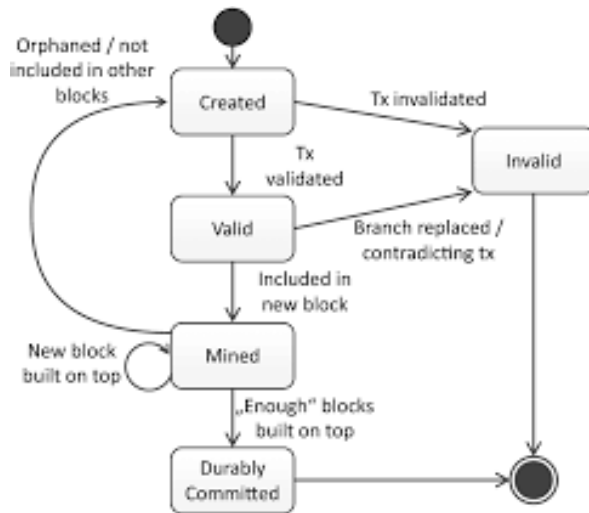 Orphaned / not
included in other
blocks
Created
Tx invalidated
Tx
validated
Invalid
Valid
Branch replaced /
contradicting tx
Included in
new block
New block
built on top
Mined
„Enough“ blocks
built on top
Durably
Committed